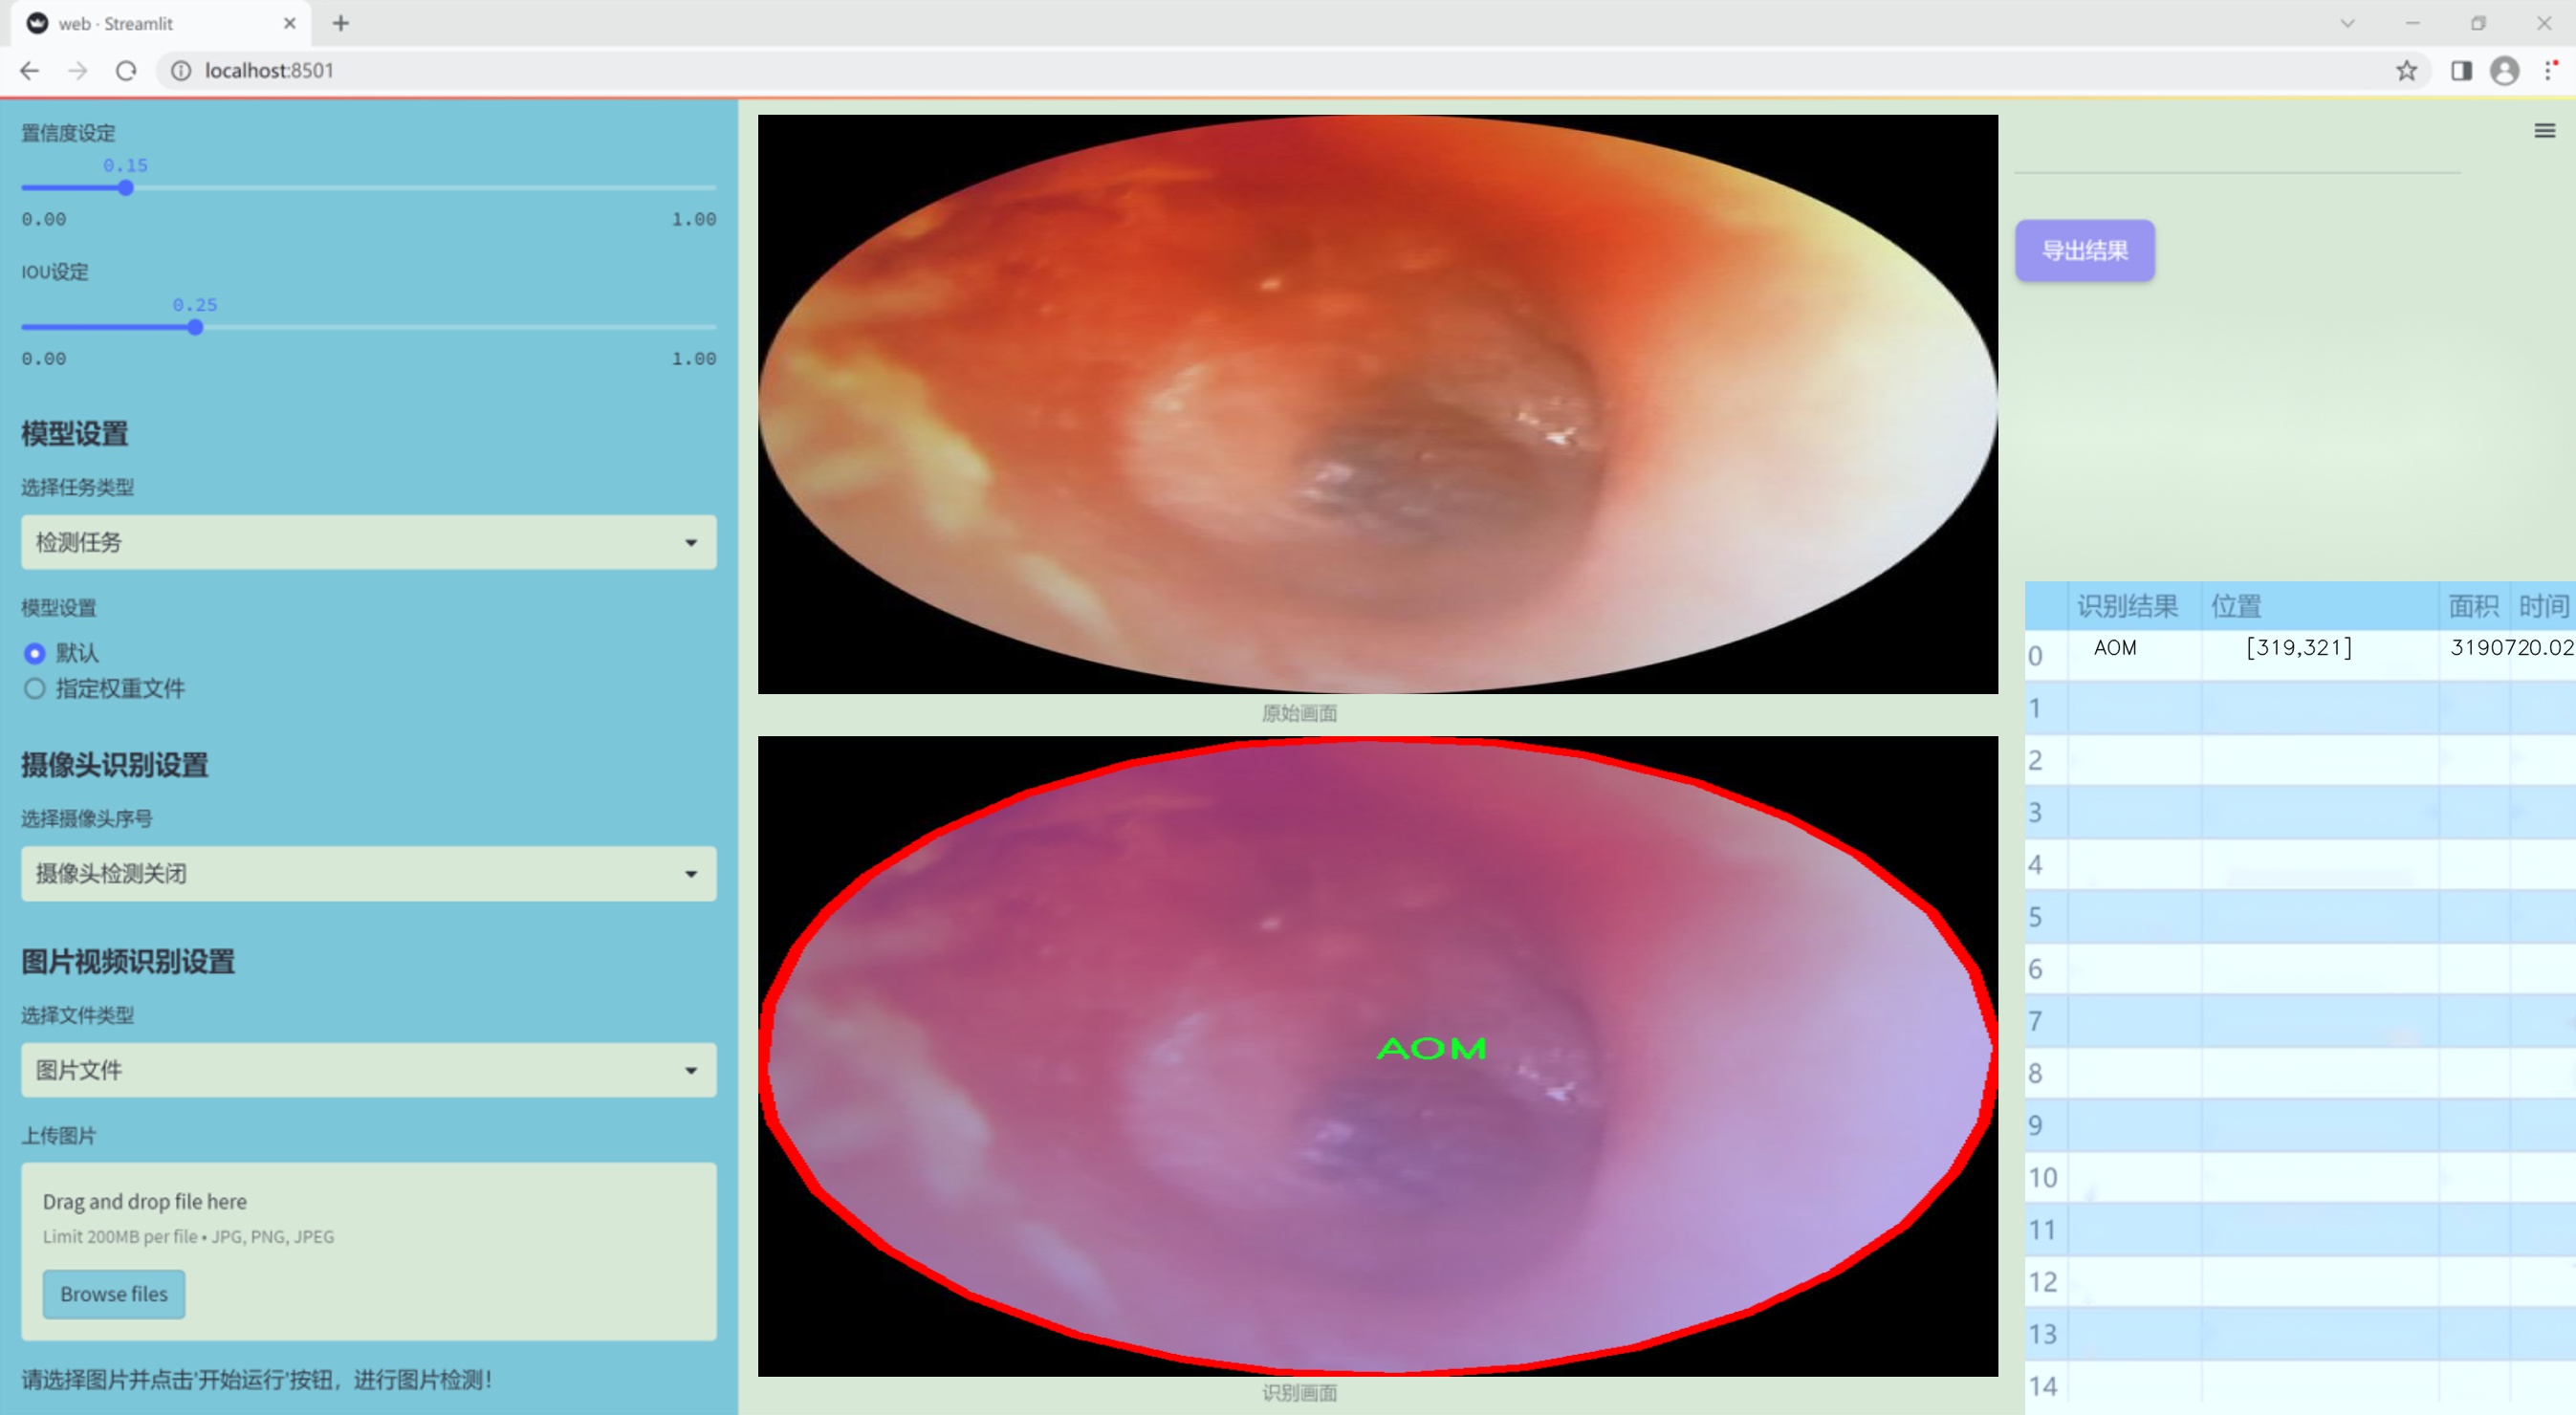 web · Streamlit
localhost:8501
置信度设定
0.15
0.00 1.00
IOU设定
0.25
0.00 1.00
模型设置
选择任务类型
检测任务
模型设置
默认
指定权重文件
摄像头识别设置
选择摄像头序号
摄像头检测关闭
图片视频识别设置
选择文件类型
图片文件
上传图片
Drag and drop file here
Limit 200MB per file • JPG, PNG, JPEG
Browse files
请选择图片并点击'开始运行'按钮，进行图片检测!
原始画面
AOM
识别画面
导出结果
识别结果 位置 面积 时间
0 AOM [319,321] 3190720.02
1
2
3
4
5
6
7
8
9
10
11
12
13
14